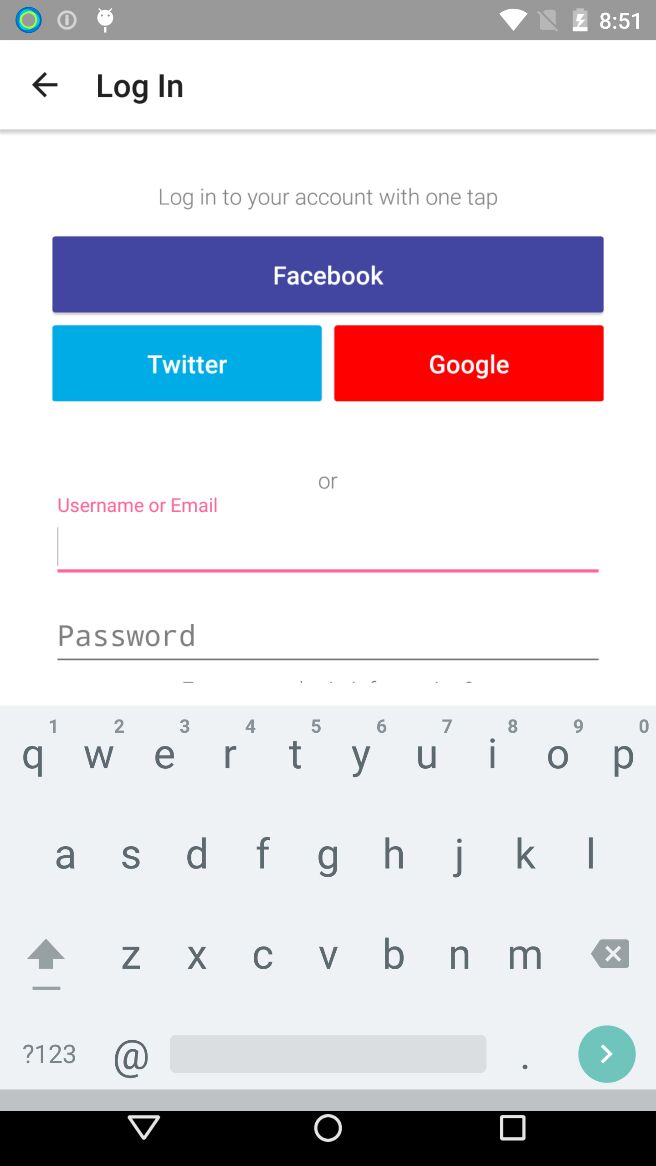 8:51
Log In
Log in to your account with one tap
Facebook
Twitter Google
or
Username or Email
Password
1 2 3 4 5 6 7 8 9 0
q w e r t y u i o p
a s d f g h j k l
z x c v b n m
?123 @ .